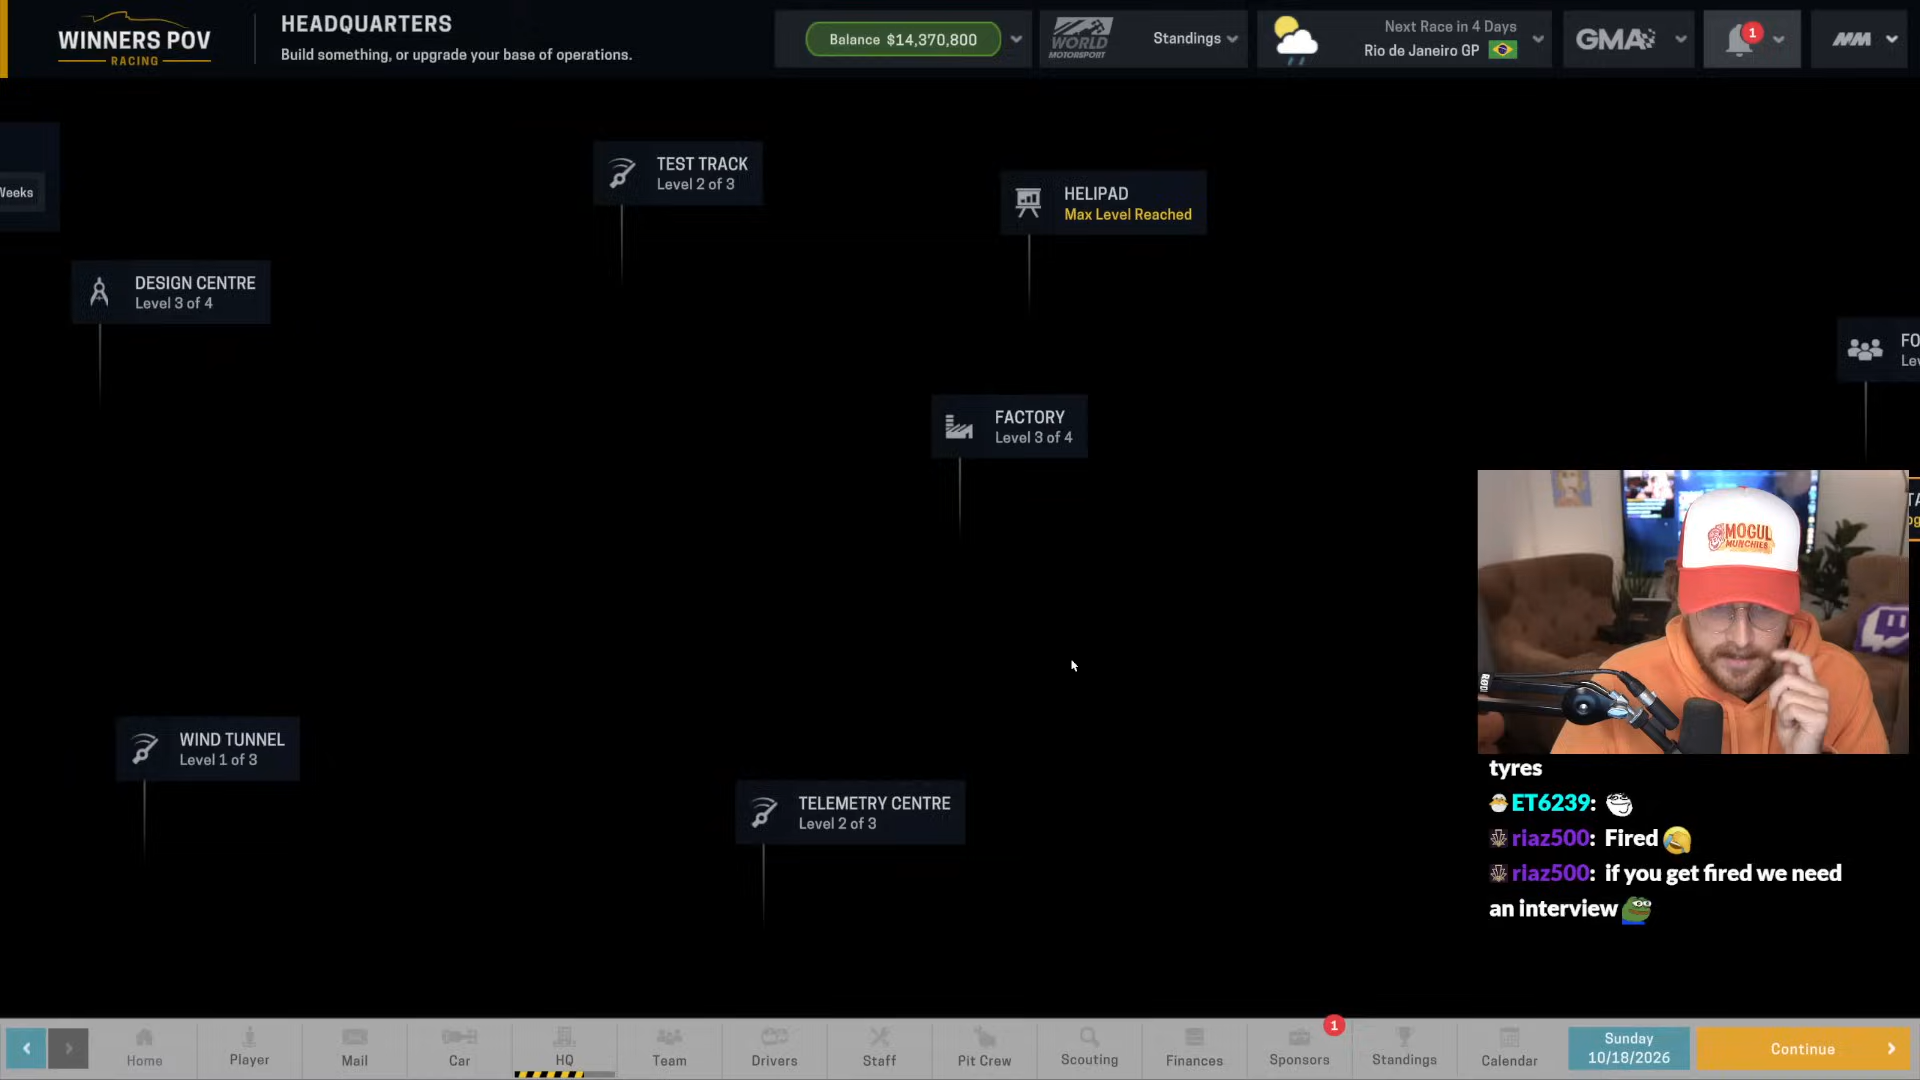 WINNERS POV
RACING
HEADQUARTERS
Build something, or upgrade your base of operations.
Balance $14,370,800
WORLD
MOTORSPORT
Standings
Next Race in 4 Days
Rio de Janeiro GP
GMA
1
MM
Weeks
TEST TRACK
Level 2 of 3
HELIPAD
Max Level Reached
DESIGN CENTRE
Level 3 of 4
FACTORY
Level 3 of 4
MOGUL
MUNCHIES
RØDE
WIND TUNNEL
Level 1 of 3
TELEMETRY CENTRE
Level 2 of 3
tyres
ET6239:
riaz500: Fired
riaz500: if you get fired we need
an interview
Home
Player
Mail
Car
HQ
Team
Drivers
Staff
Pit Crew
Scouting
Finances
1
Sponsors
Standings
Calendar
Sunday
10/18/2026
Continue